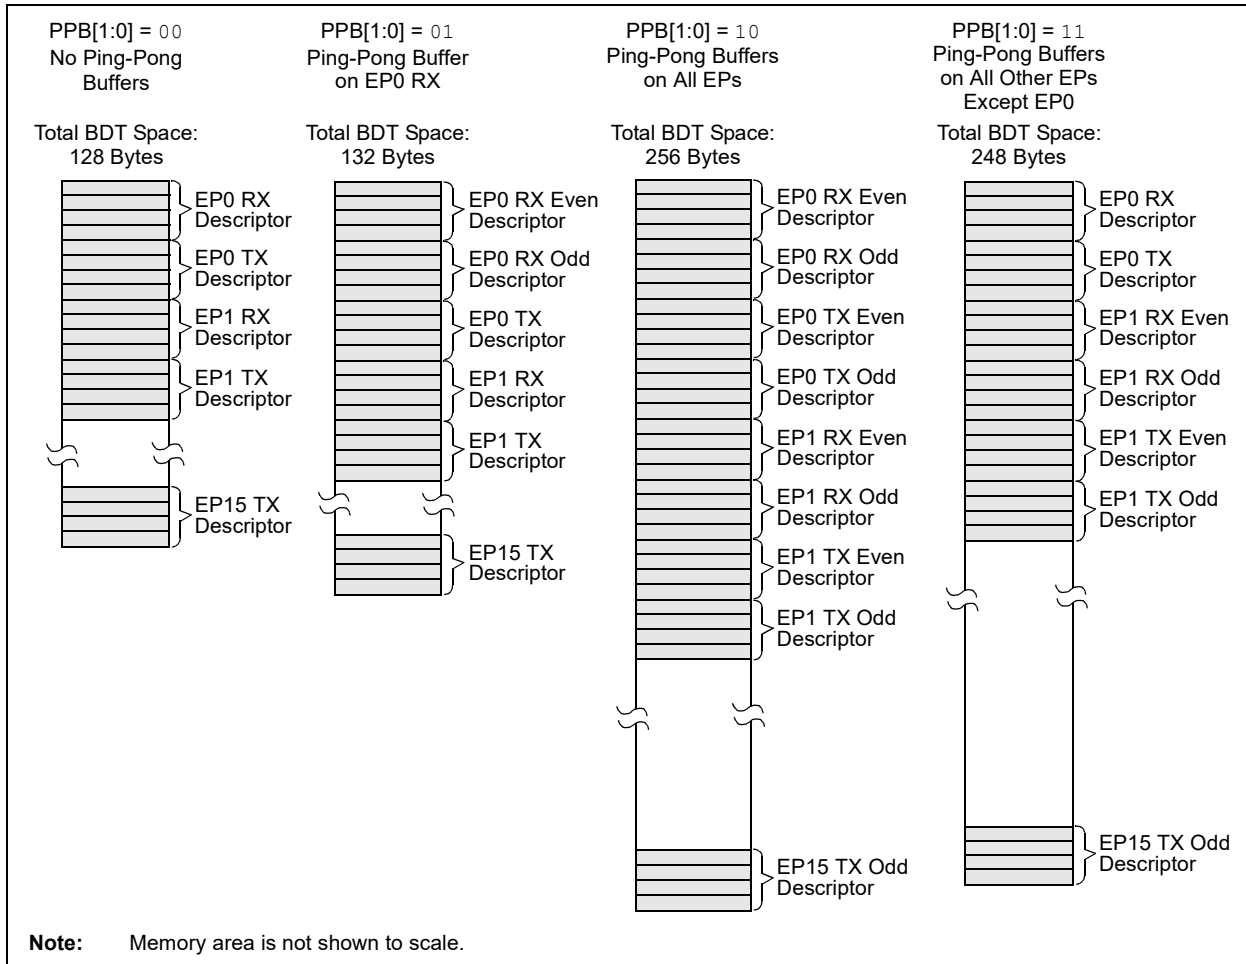 PPB[1:0] = 00
No Ping-Pong
Buffers
Total BDT Space:
128 Bytes
EP0 RX
Descriptor
EP0 TX
Descriptor
EP1 RX
Descriptor
EP1 TX
Descriptor
EP15 TX
Descriptor
PPB[1:0] = 01
Ping-Pong Buffer
on EP0 RX
Total BDT Space:
132 Bytes
EP0 RX Even
Descriptor
EP0 RX Odd
Descriptor
EP0 TX
Descriptor
EP1 RX
Descriptor
EP1 TX
Descriptor
EP15 TX
Descriptor
PPB[1:0] = 10
Ping-Pong Buffers
on All EPs
Total BDT Space:
256 Bytes
EP0 RX Even
Descriptor
EP0 RX Odd
Descriptor
EP0 TX Even
Descriptor
EP0 TX Odd
Descriptor
EP1 RX Even
Descriptor
EP1 RX Odd
Descriptor
EP1 TX Even
Descriptor
EP1 TX Odd
Descriptor
EP15 TX Odd
Descriptor
PPB[1:0] = 11
Ping-Pong Buffers
on All Other EPs
Except EP0
Total BDT Space:
248 Bytes
EP0 RX
Descriptor
EP0 TX
Descriptor
EP1 RX Even
Descriptor
EP1 RX Odd
Descriptor
EP1 TX Even
Descriptor
EP1 TX Odd
Descriptor
EP15 TX Odd
Descriptor
Note: Memory area is not shown to scale.